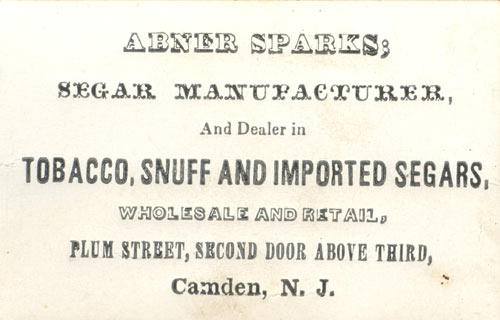 ABNER SPARKS;
SEGAR MANUFACTURER,
And Dealer in
TOBACCO, SNUFF AND IMPORTED SEGARS,
WHOLESALE AND RETAIL,
PLUM STREET, SECOND DOOR ABOVE THIRD,
Camden, N. J.